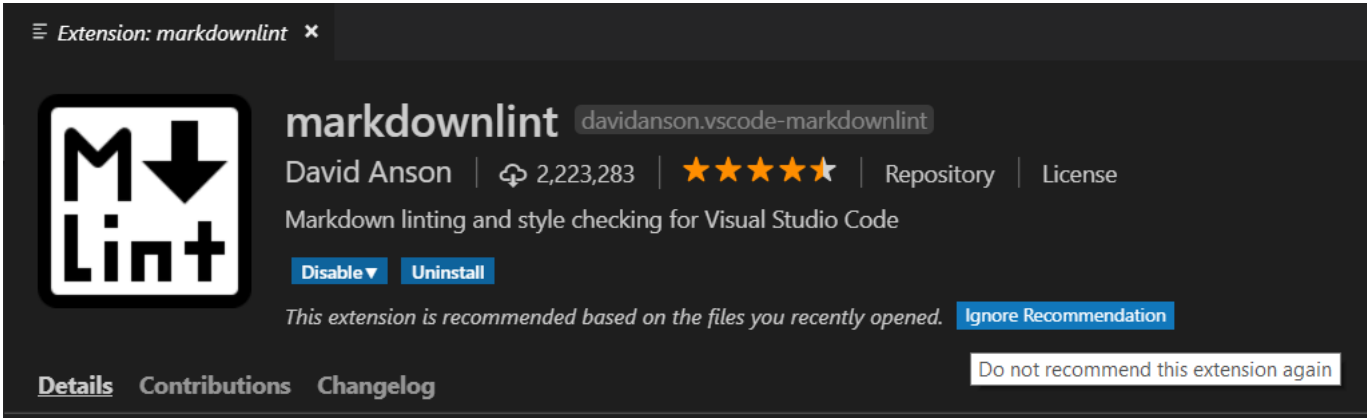 Extension: markdownlint ×
M
Lint
markdownlint davidanson.vscode-markdownlint
David Anson 2,223,283 Repository License
Markdown linting and style checking for Visual Studio Code
Disable▼ Uninstall
This extension is recommended based on the files you recently opened. Ignore Recommendation
Do not recommend this extension again
Details Contributions Changelog